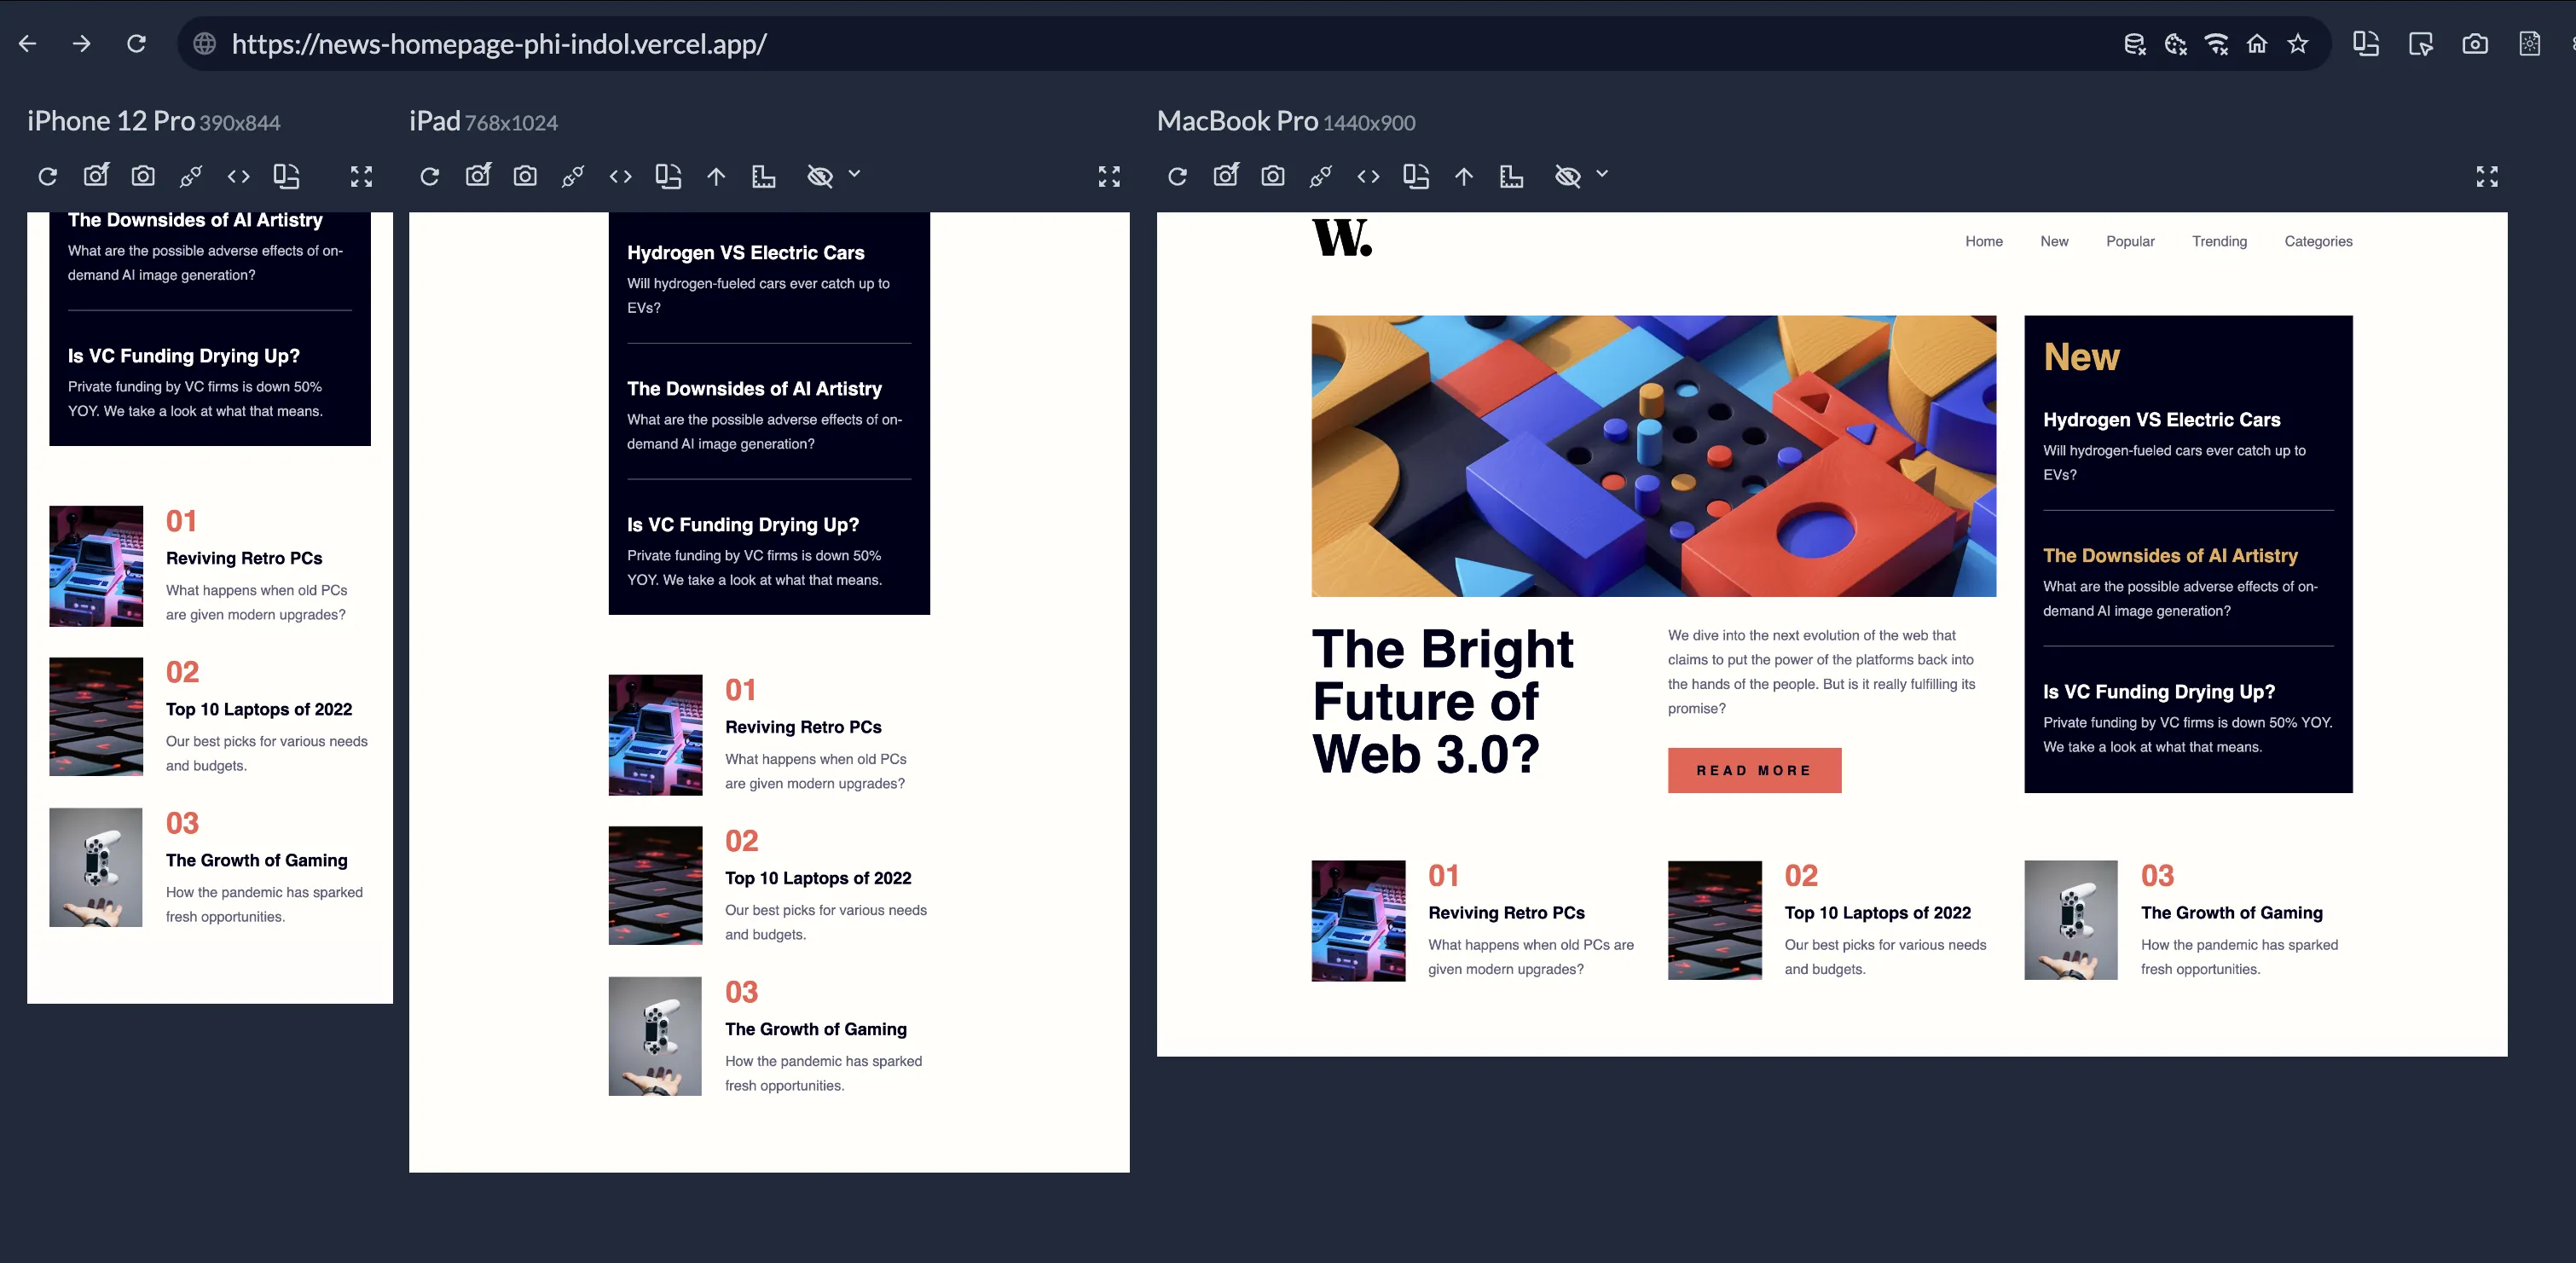 https://news-homepage-phi-indol.vercel.app/
iPhone 12 Pro 390x844
The Downsides of AI Artistry
What are the possible adverse effects of on-
demand AI image generation?
Is VC Funding Drying Up?
Private funding by VC firms is down 50%
YOY. We take a look at what that means.
01
Reviving Retro PCs
What happens when old PCs
are given modern upgrades?
02
Top 10 Laptops of 2022
Our best picks for various needs
and budgets.
03
The Growth of Gaming
How the pandemic has sparked
fresh opportunities.
iPad 768x1024
Hydrogen VS Electric Cars
Will hydrogen-fueled cars ever catch up to
EVs?
The Downsides of AI Artistry
What are the possible adverse effects of on-
demand AI image generation?
Is VC Funding Drying Up?
Private funding by VC firms is down 50%
YOY. We take a look at what that means.
01
Reviving Retro PCs
What happens when old PCs
are given modern upgrades?
02
Top 10 Laptops of 2022
Our best picks for various needs
and budgets.
03
The Growth of Gaming
How the pandemic has sparked
fresh opportunities.
MacBook Pro 1440x900
W.
Home New Popular Trending Categories
The Bright
Future of
Web 3.0?
We dive into the next evolution of the web that
claims to put the power of the platforms back into
the hands of the people. But is it really fulfilling its
promise?
READ MORE
New
Hydrogen VS Electric Cars
Will hydrogen-fueled cars ever catch up to
EVs?
The Downsides of AI Artistry
What are the possible adverse effects of on-
demand AI image generation?
Is VC Funding Drying Up?
Private funding by VC firms is down 50% YOY.
We take a look at what that means.
01
Reviving Retro PCs
What happens when old PCs are
given modern upgrades?
02
Top 10 Laptops of 2022
Our best picks for various needs
and budgets.
03
The Growth of Gaming
How the pandemic has sparked
fresh opportunities.